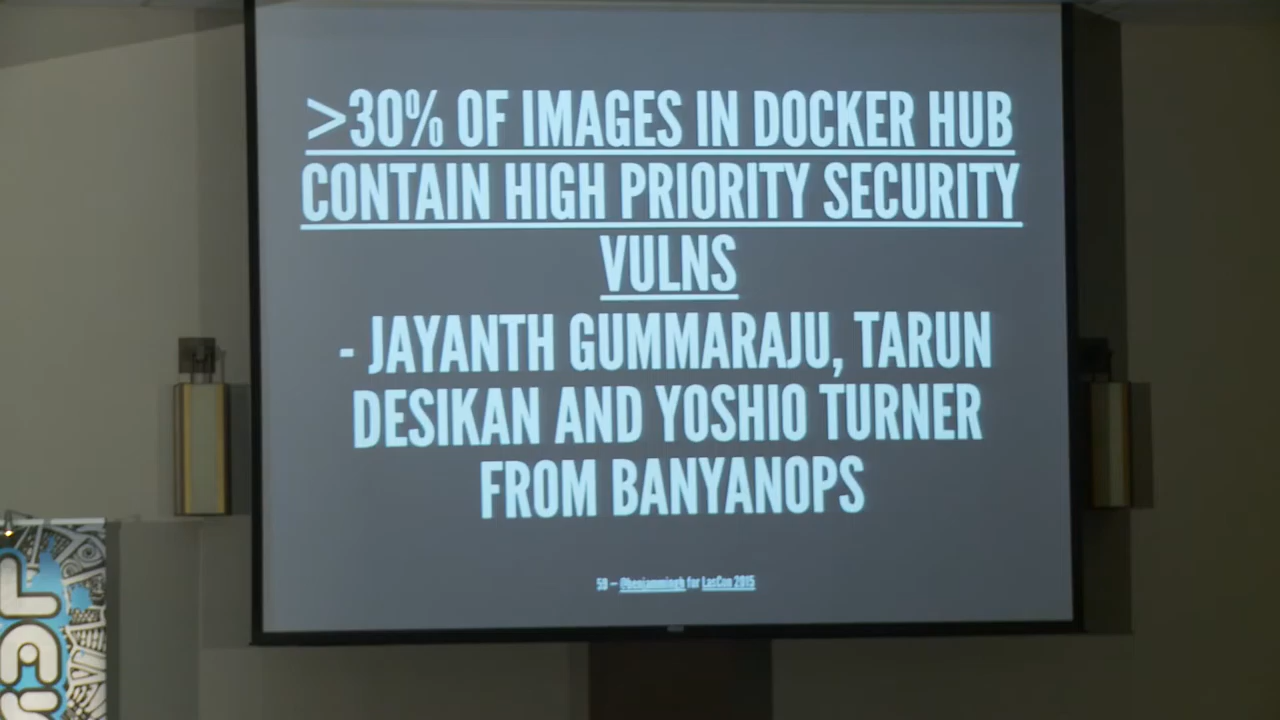 >30% OF IMAGES IN DOCKER HUB
CONTAIN HIGH PRIORITY SECURITY
VULNS
- JAYANTH GUMMARAJU, TARUN
DESIKAN AND YOSHIO TURNER
FROM BANYANOPS
59 — @benjammingh for LasCon 2015